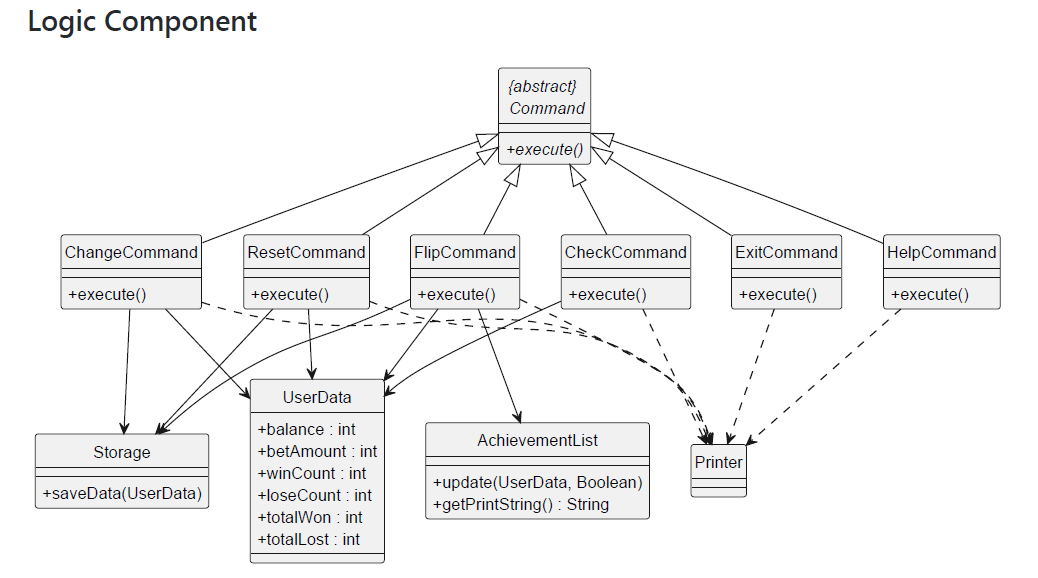 Logic Component
{abstract}
Command
+execute()
ChangeCommand
+execute()
ResetCommand
+execute()
FlipCommand
+execute()
CheckCommand
+execute()
ExitCommand
+execute()
HelpCommand
+execute()
Storage
+saveData(UserData)
UserData
+balance : int
+betAmount : int
+winCount : int
+loseCount : int
+totalWon : int
+totalLost : int
AchievementList
+update(UserData, Boolean)
+getPrintString() : String
Printer